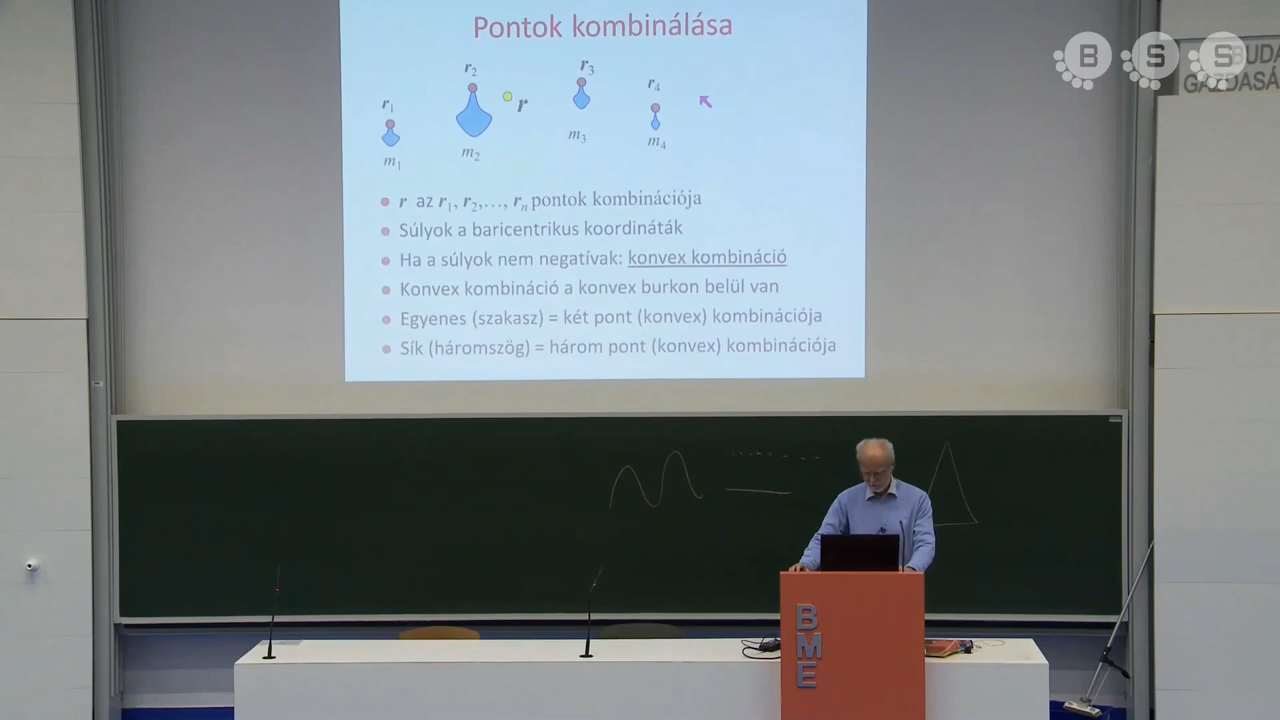 Pontok kombinálása
r1
r2
r
r3
r4
m1
m2
m3
m4
r az r1, r2,…, rn pontok kombinációja
Súlyok a baricentrikus koordináták
Ha a súlyok nem negatívak: konvex kombináció
Konvex kombináció a konvex burkon belül van
Egyenes (szakasz) = két pont (konvex) kombinációja
Sík (háromszög) = három pont (konvex) kombinációja
B S S
BUDA
GAZDASÁ
BME